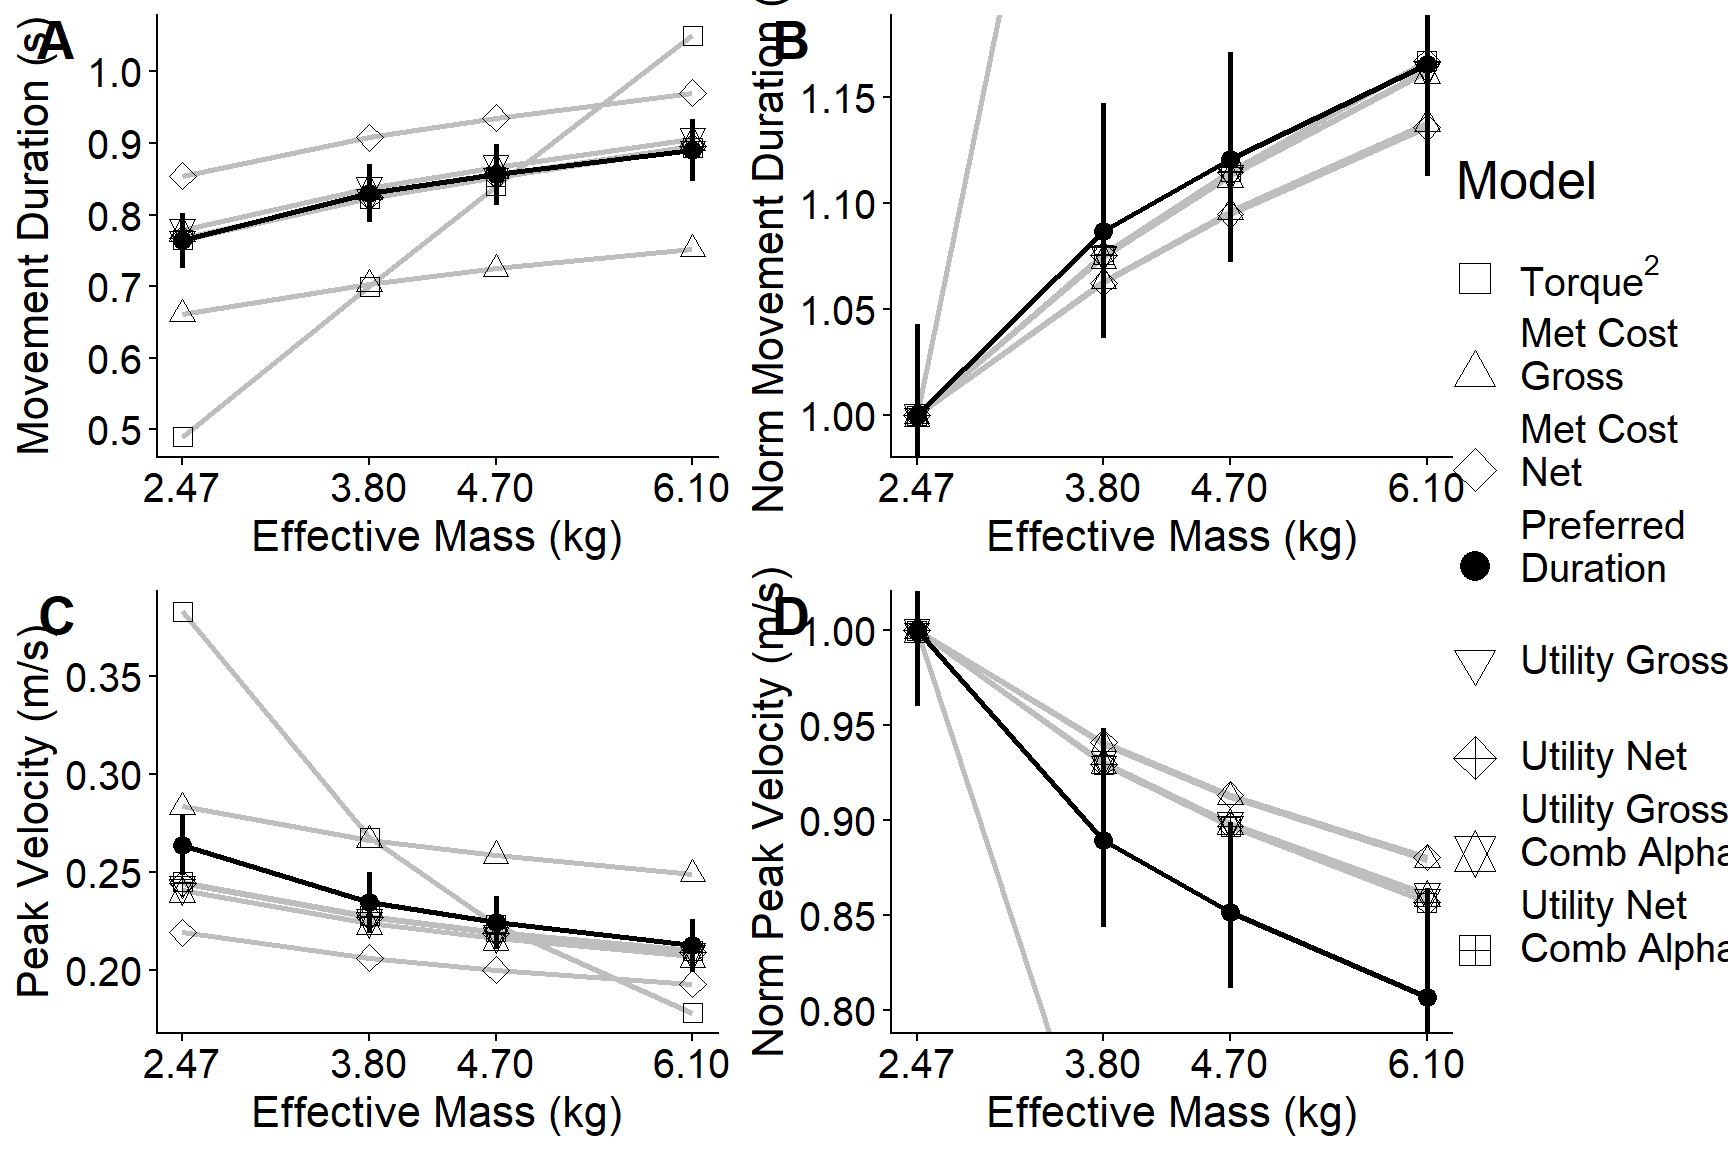 A
Movement Duration (s)
1.0
0.9
0.8
0.7
0.6
0.5
2.47 3.80 4.70 6.10
Effective Mass (kg)
B
Norm Movement Duration (
1.15
1.10
1.05
1.00
2.47 3.80 4.70 6.10
Effective Mass (kg)
C
Peak Velocity (m/s)
0.35
0.30
0.25
0.20
2.47 3.80 4.70 6.10
Effective Mass (kg)
D
Norm Peak Velocity (m/s)
1.00
0.95
0.90
0.85
0.80
2.47 3.80 4.70 6.10
Effective Mass (kg)
Model
Torque²
Met Cost
Gross
Met Cost
Net
Preferred
Duration
Utility Gross
Utility Net
Utility Gross
Comb Alpha
Utility Net
Comb Alpha